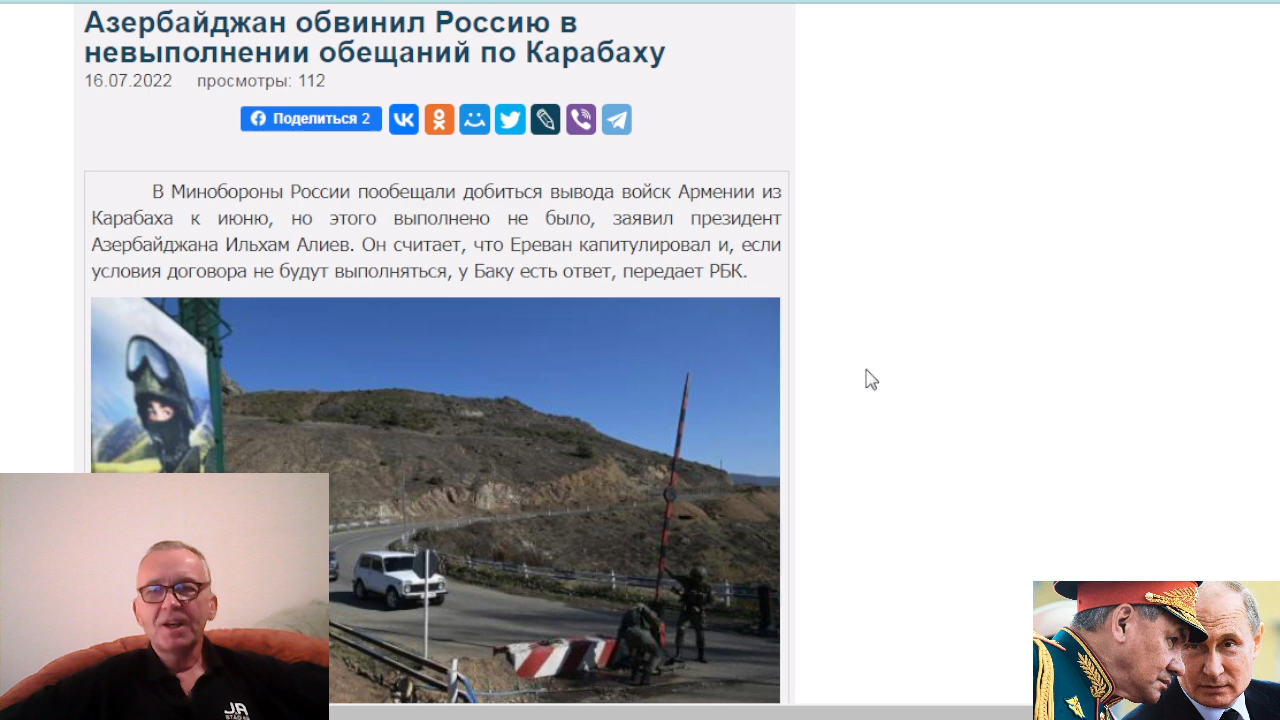 Азербайджан обвинил Россию в
невыполнении обещаний по Карабаху
16.07.2022 просмотры: 112
Поделиться 2
В Минобороны России пообещали добиться вывода войск Армении из
Карабаха к июню, но этого выполнено не было, заявил президент
Азербайджана Ильхам Алиев. Он считает, что Ереван капитулировал и, если
условия договора не будут выполняться, у Баку есть ответ, передает РБК.
JA